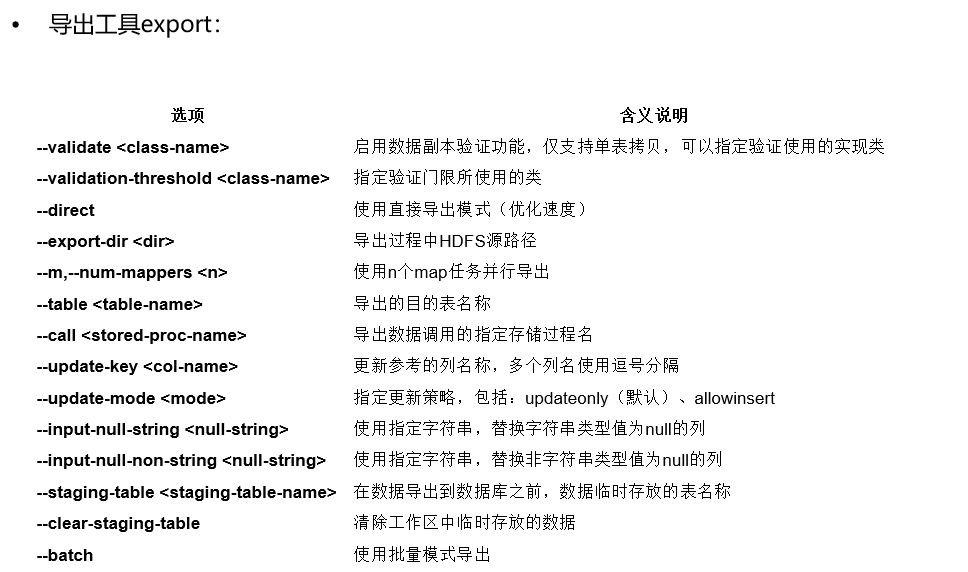 • 导出工具export：
选项 含义说明
--validate <class-name> 启用数据副本验证功能，仅支持单表拷贝，可以指定验证使用的实现类
--validation-threshold <class-name> 指定验证门限所使用的类
--direct 使用直接导出模式（优化速度）
--export-dir <dir> 导出过程中HDFS源路径
--m,--num-mappers <n> 使用n个map任务并行导出
--table <table-name> 导出的目的表名称
--call <stored-proc-name> 导出数据调用的指定存储过程名
--update-key <col-name> 更新参考的列名称，多个列名使用逗号分隔
--update-mode <mode> 指定更新策略，包括：updateonly（默认）、allowinsert
--input-null-string <null-string> 使用指定字符串，替换字符串类型值为null的列
--input-null-non-string <null-string> 使用指定字符串，替换非字符串类型值为null的列
--staging-table <staging-table-name> 在数据导出到数据库之前，数据临时存放的表名称
--clear-staging-table 清除工作区中临时存放的数据
--batch 使用批量模式导出